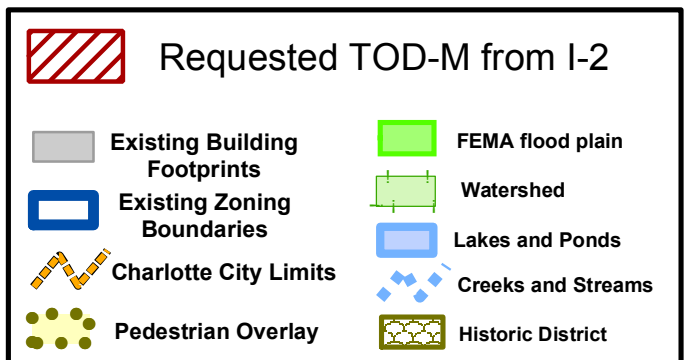 Requested TOD-M from I-2
Existing Building
Footprints
Existing Zoning
Boundaries
Charlotte City Limits
Pedestrian Overlay
FEMA flood plain
Watershed
Lakes and Ponds
Creeks and Streams
Historic District